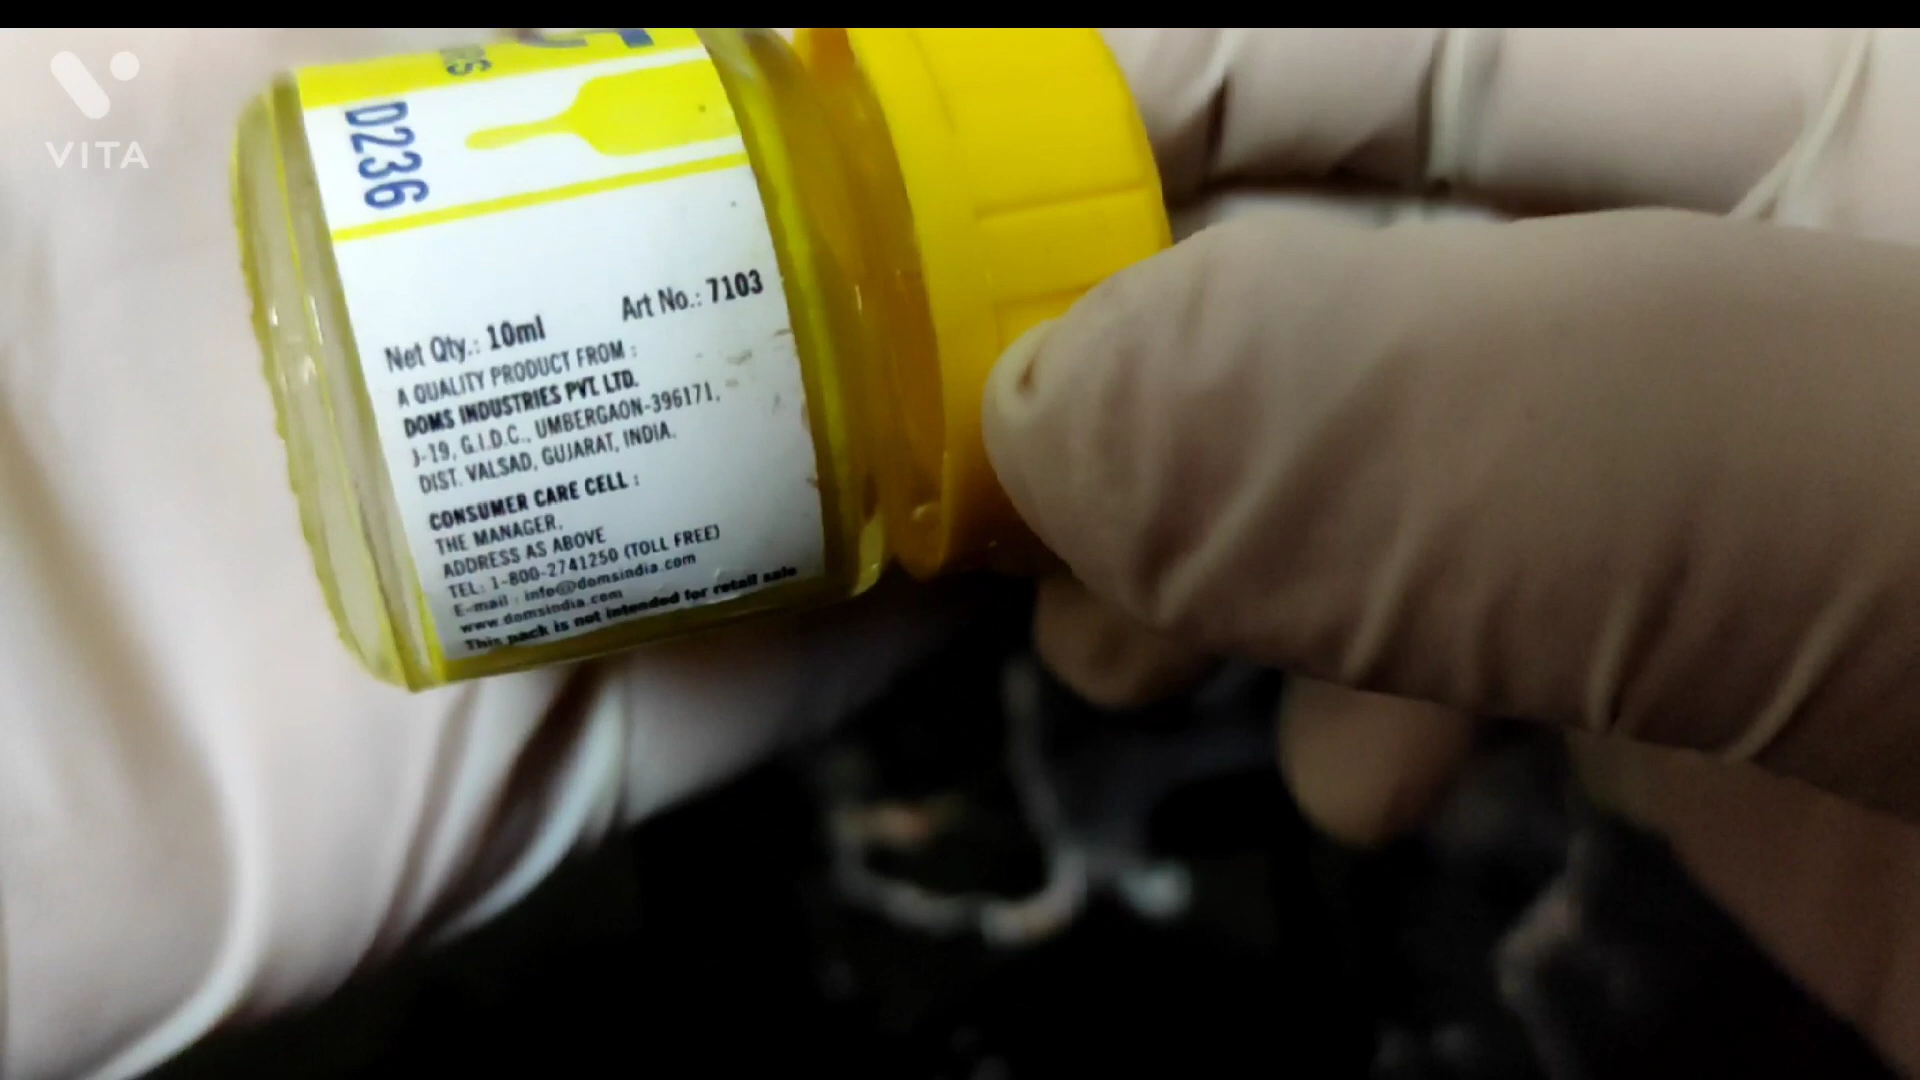 VITA
D236
Net Qty.: 10ml Art No.: 7103
A QUALITY PRODUCT FROM :
DOMS INDUSTRIES PVT. LTD.
J-19, G.I.D.C., UMBERGAON-396171,
DIST. VALSAD, GUJARAT, INDIA.
CONSUMER CARE CELL :
THE MANAGER,
ADDRESS AS ABOVE
TEL: 1-800-2741250 (TOLL FREE)
E-mail : info@domsindia.com
www.domsindia.com
This pack is not intended for retail sale